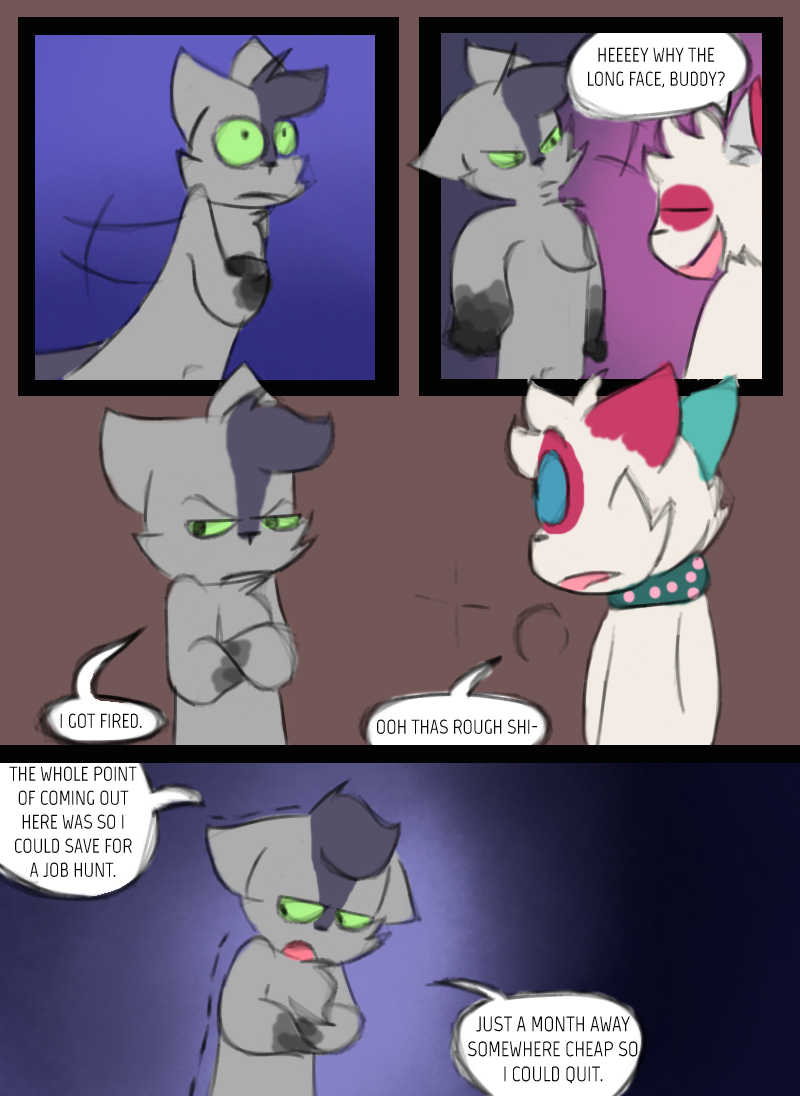 HEEEEY WHY THE
LONG FACE, BUDDY?
I GOT FIRED.
OOH THAS ROUGH SHI-
THE WHOLE POINT
OF COMING OUT
HERE WAS SO I
COULD SAVE FOR
A JOB HUNT.
JUST A MONTH AWAY
SOMEWHERE CHEAP SO
I COULD QUIT.